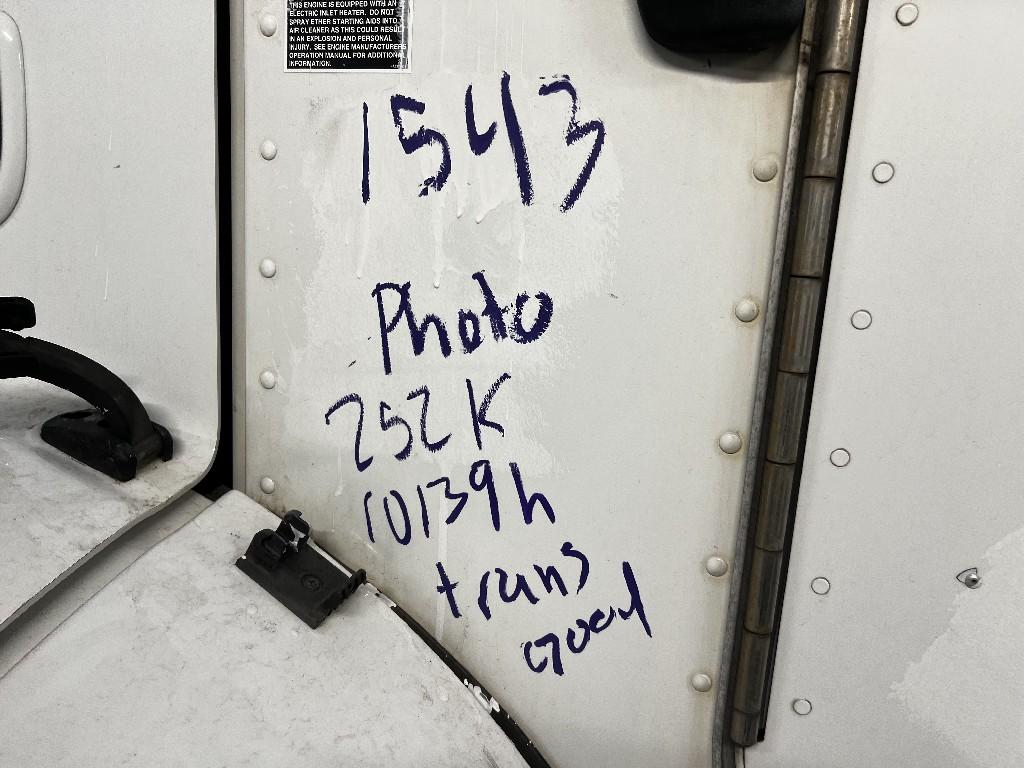 THIS ENGINE IS EQUIPPED WITH AN
ELECTRIC INLET HEATER. DO NOT
SPRAY ETHER STARTING AIDS INTO
AIR CLEANER AS THIS COULD RESULT
IN AN EXPLOSION AND PERSONAL
INJURY. SEE ENGINE MANUFACTURERS
OPERATION MANUAL FOR ADDITIONAL
INFORMATION.
1543
Photo
252K
10139h
trans
Good